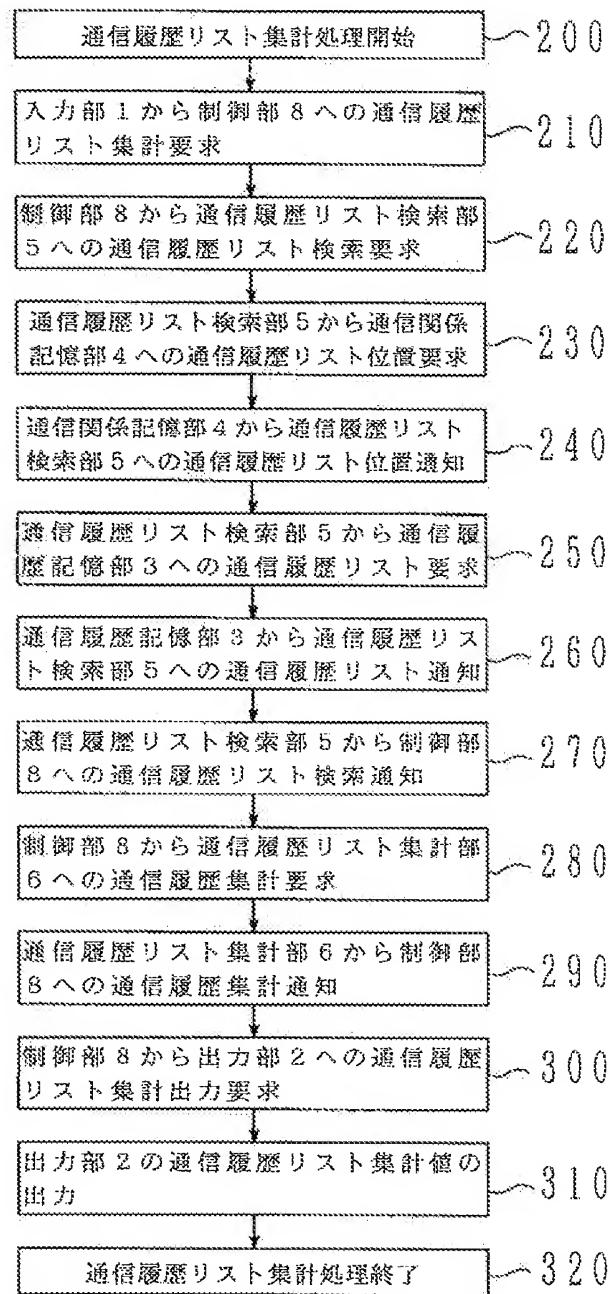 通信履歴リスト集計処理開始
200
入力部1から制御部8への通信履歴
リスト集計要求
210
制御部8から通信履歴リスト検索部
5への通信履歴リスト検索要求
220
通信履歴リスト検索部5から通信関係
記憶部4への通信履歴リスト位置要求
230
通信関係記憶部4から通信履歴リスト
検索部5への通信履歴リスト位置通知
240
通信履歴リスト検索部5から通信履
歴記憶部3への通信履歴リスト要求
250
通信履歴記憶部3から通信履歴リス
ト検索部5への通信履歴リスト通知
260
通信履歴リスト検索部5から制御部
8への通信履歴リスト検索通知
270
制御部8から通信履歴リスト集計部
6への通信履歴集計要求
280
通信履歴リスト集計部6から制御部
8への通信履歴集計通知
290
制御部8から出力部2への通信履歴
リスト集計出力要求
300
出力部2の通信履歴リスト集計値の
出力
310
通信履歴リスト集計処理終了
320